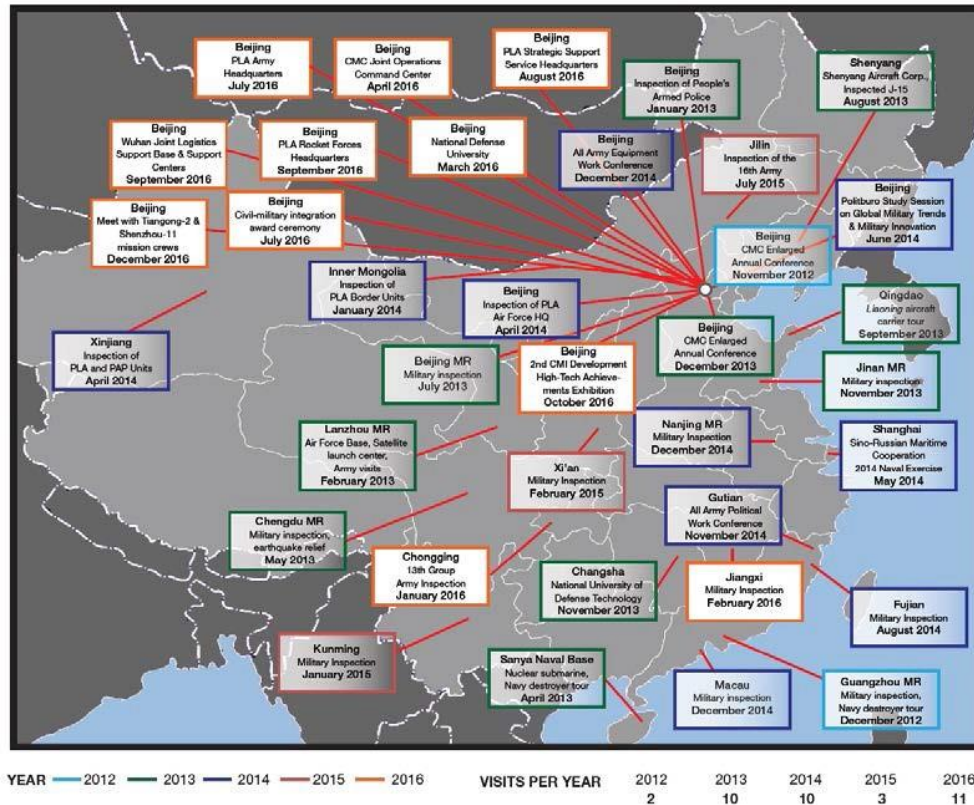 Beijing
PLA Army
Headquarters
July 2016
Beijing
CMC Joint Operations
Command Center
April 2016
Beijing
PLA Strategic Support
Service Headquarters
August 2016
Beijing
Inspection of People's
Armed Police
January 2013
Shenyang
Shenyang Aircraft Corp.,
Inspected J-15
August 2013
Beijing
Wuhan Joint Logistics
Support Base & Support
Centers
September 2016
Beijing
PLA Rocket Forces
Headquarters
September 2016
Beijing
National Defense
University
March 2016
Beijing
All Army Equipment
Work Conference
December 2014
Jilin
Inspection of the
16th Army
July 2015
Beijing
Politburo Study Session
on Global Military Trends
& Military Innovation
June 2014
Beijing
Meet with Tiangong-2 &
Shenzhou-11
mission crews
December 2016
Beijing
Civil-military integration
award ceremony
July 2016
Beijing
CMC Enlarged
Annual Conference
November 2012
Inner Mongolia
Inspection of
PLA Border Units
January 2014
Beijing
Inspection of PLA
Air Force HQ
April 2014
Qingdao
Liaoning aircraft
carrier tour
September 2013
Xinjiang
Inspection of
PLA and PAP Units
April 2014
Beijing MR
Military inspection
July 2013
Beijing
2nd CMI Development
High-Tech Achieve-
ments Exhibition
October 2016
Beijing
CMC Enlarged
Annual Conference
December 2013
Jinan MR
Military inspection
November 2013
Lanzhou MR
Air Force Base, Satellite
launch center,
Army visits
February 2013
Nanjing MR
Military Inspection
December 2014
Shanghai
Sino-Russian Maritime
Cooperation
2014 Naval Exercise
May 2014
Xi'an
Military Inspection
February 2015
Gutian
All Army Political
Work Conference
November 2014
Chengdu MR
Military inspection,
earthquake relief
May 2013
Chongging
13th Group
Army Inspection
January 2016
Changsha
National University of
Defense Technology
November 2013
Jiangxi
Military Inspection
February 2016
Fujian
Military Inspection
August 2014
Kunming
Military Inspection
January 2015
Sanya Naval Base
Nuclear submarine,
Navy destroyer tour
April 2013
Macau
Military inspection
December 2014
Guangzhou MR
Military inspection,
Navy destroyer tour
December 2012
YEAR 2012 2013 2014 2015 2016
VISITS PER YEAR 2012 2013 2014 2015 2016
2 10 10 3 11